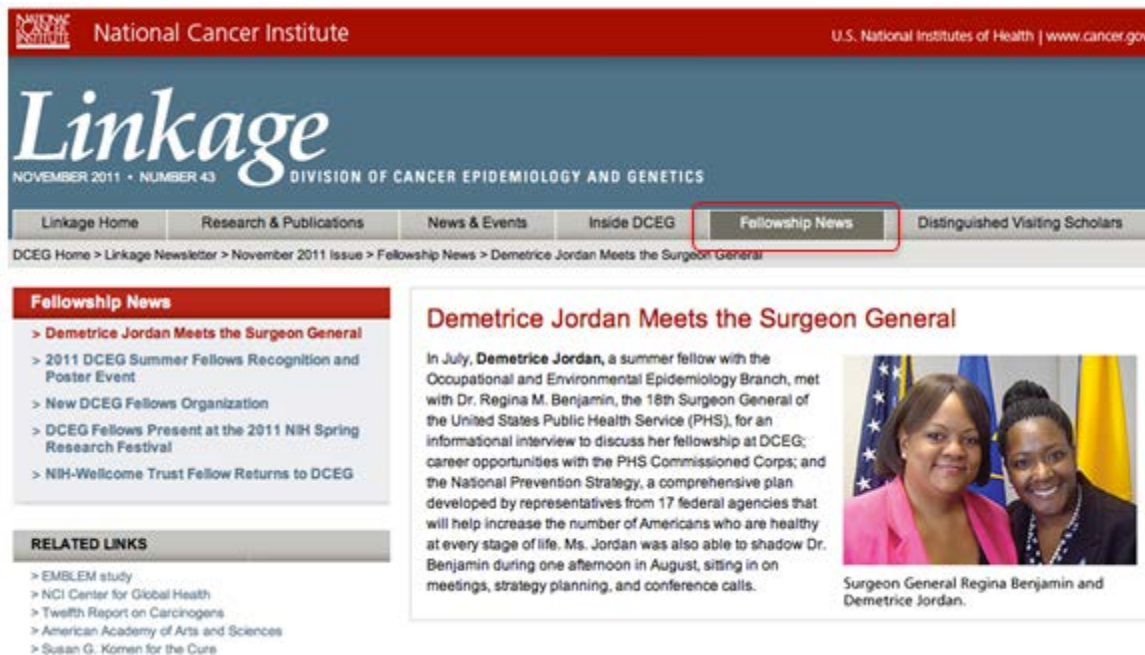 NATIONAL
CANCER
INSTITUTE
National Cancer Institute
U.S. National Institutes of Health | www.cancer.gov
Linkage
NOVEMBER 2011 • NUMBER 43
DIVISION OF CANCER EPIDEMIOLOGY AND GENETICS
Linkage Home
Research & Publications
News & Events
Inside DCEG
Fellowship News
Distinguished Visiting Scholars
DCEG Home > Linkage Newsletter > November 2011 Issue > Fellowship News > Demetrice Jordan Meets the Surgeon General
Fellowship News
> Demetrice Jordan Meets the Surgeon General
> 2011 DCEG Summer Fellows Recognition and
Poster Event
> New DCEG Fellows Organization
> DCEG Fellows Present at the 2011 NIH Spring
Research Festival
> NIH-Wellcome Trust Fellow Returns to DCEG
RELATED LINKS
> EMBLEM study
> NCI Center for Global Health
> Twelfth Report on Carcinogens
> American Academy of Arts and Sciences
> Susan G. Komen for the Cure
Demetrice Jordan Meets the Surgeon General
In July, Demetrice Jordan, a summer fellow with the
Occupational and Environmental Epidemiology Branch, met
with Dr. Regina M. Benjamin, the 18th Surgeon General of
the United States Public Health Service (PHS), for an
informational interview to discuss her fellowship at DCEG;
career opportunities with the PHS Commissioned Corps; and
the National Prevention Strategy, a comprehensive plan
developed by representatives from 17 federal agencies that
will help increase the number of Americans who are healthy
at every stage of life. Ms. Jordan was also able to shadow Dr.
Benjamin during one afternoon in August, sitting in on
meetings, strategy planning, and conference calls.
Surgeon General Regina Benjamin and
Demetrice Jordan.